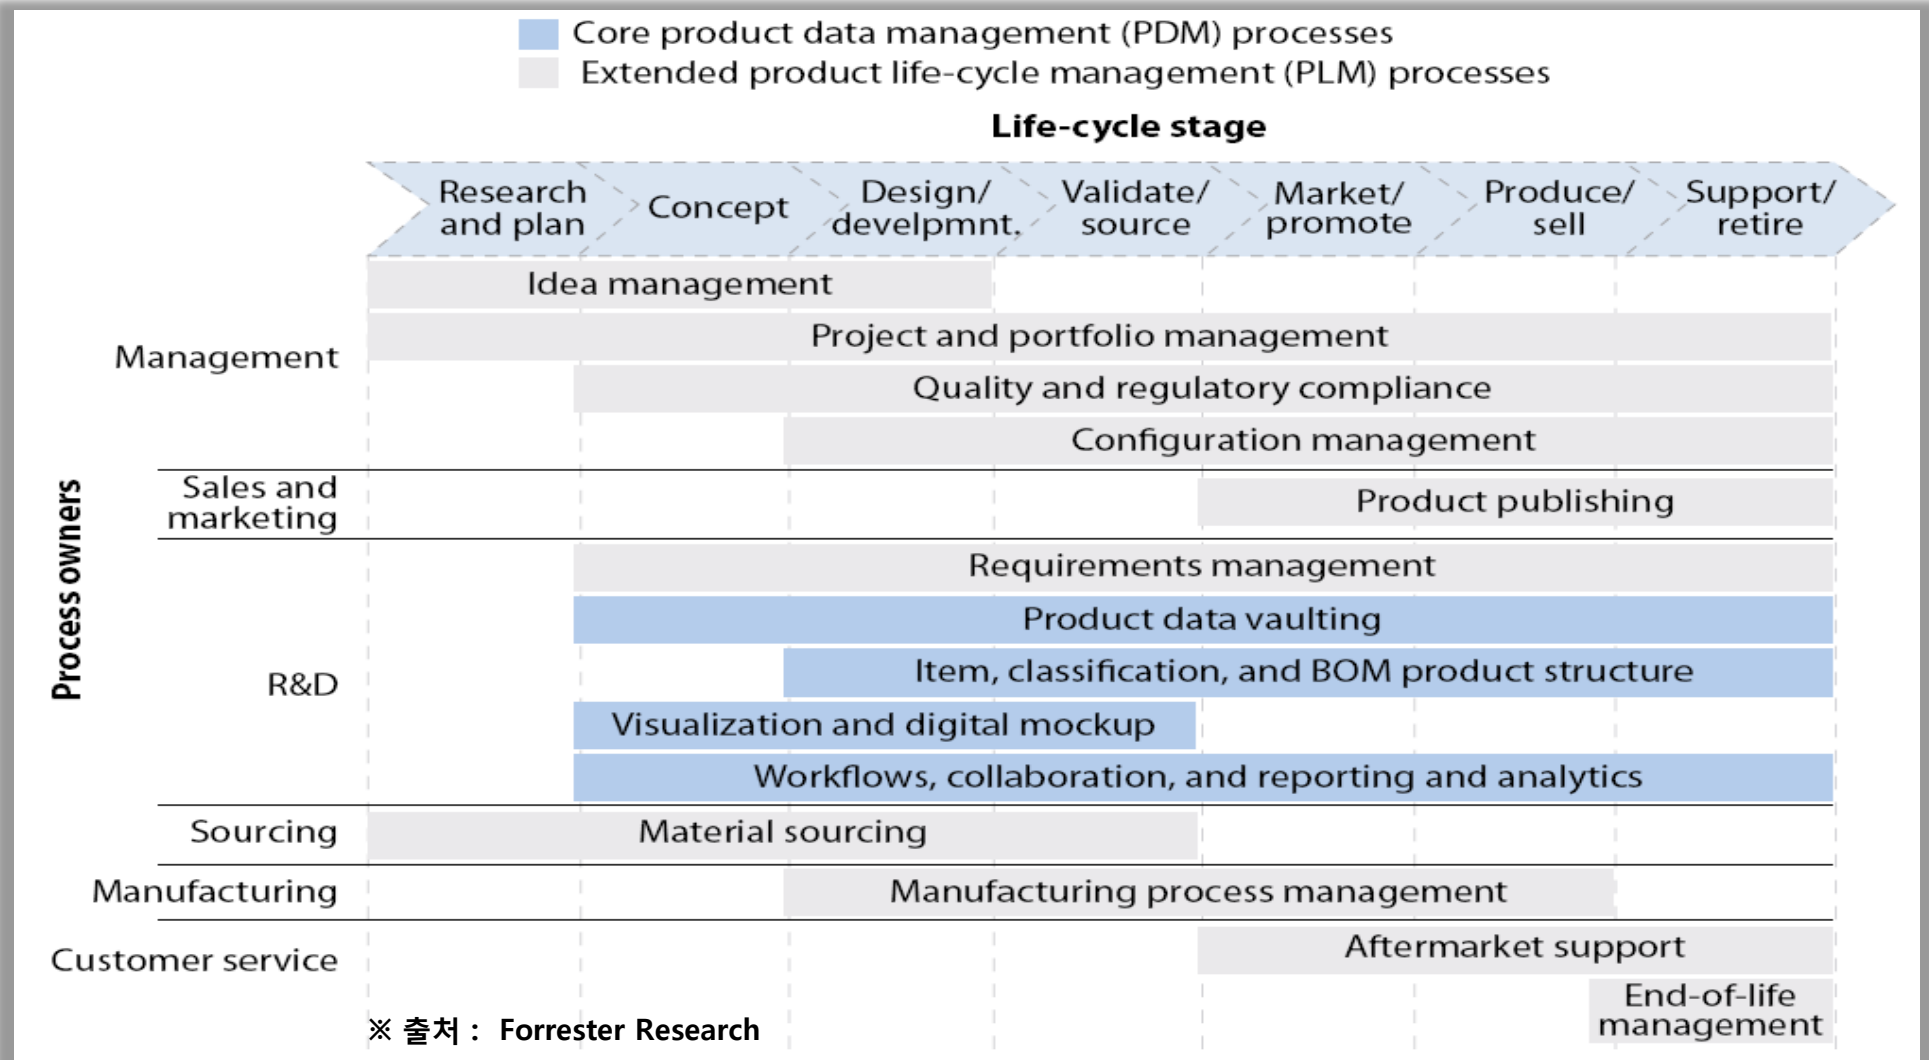 Core product data management (PDM) processes
Extended product life-cycle management (PLM) processes
Life-cycle stage
Research
and plan
Concept
Design/
develpmnt.
Validate/
source
Market/
promote
Produce/
sell
Support/
retire
Process owners
Management
Idea management
Project and portfolio management
Quality and regulatory compliance
Configuration management
Sales and
marketing
Product publishing
R&D
Requirements management
Product data vaulting
Item, classification, and BOM product structure
Visualization and digital mockup
Workflows, collaboration, and reporting and analytics
Sourcing
Material sourcing
Manufacturing
Manufacturing process management
Customer service
Aftermarket support
End-of-life
management
※ 출처 : Forrester Research